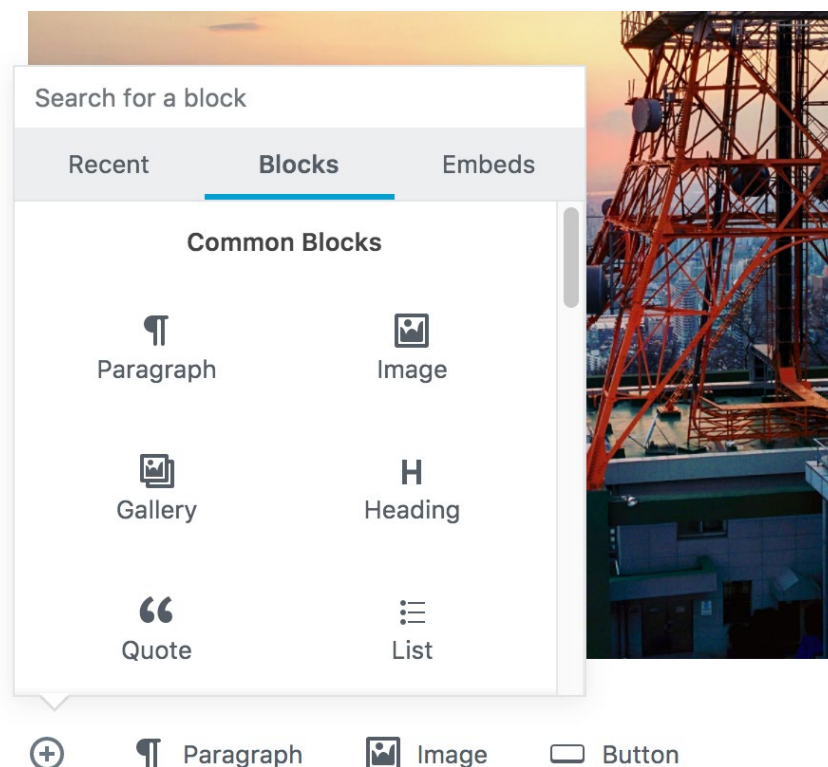 Search for a block
Recent Blocks Embeds
Common Blocks
Paragraph Image
Gallery H Heading
Quote List
Paragraph Image Button